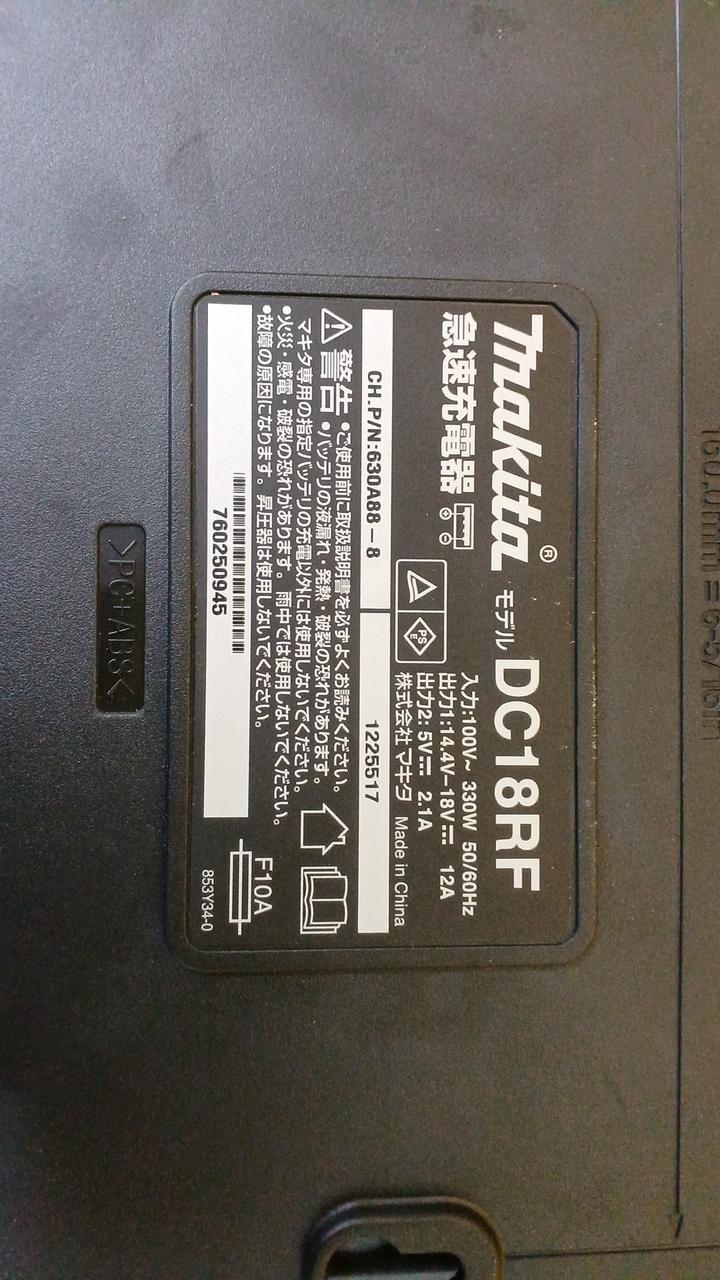 makita® モデル DC18RF
急速充電器
入力:100V~ 330W 50/60Hz
出力1:14.4V-18V⎓ 12A
出力2: 5V⎓ 2.1A
株式会社マキタ Made in China
PS
E
CH.P/N:630A88-8 1225517
警告 •ご使用前に取扱説明書を必ずよくお読みください。
•バッテリの液漏れ・発熱・破裂の恐れがあります。
マキタ専用の指定バッテリの充電以外には使用しないでください。
•火災・感電・破裂の恐れがあります。雨中では使用しないでください。
•故障の原因になります。昇圧器は使用しないでください。
760250945
F10A
853Y34-0
>PC+ABS<